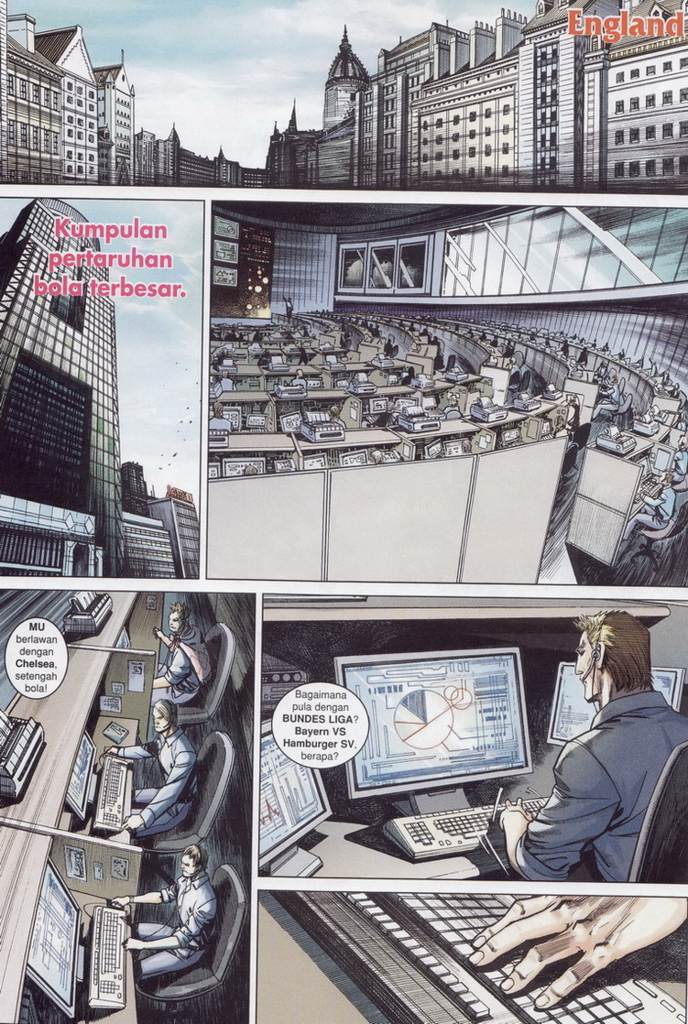 England
Kumpulan
pertaruhan
bola terbesar.
MU
berlawan
dengan
Chelsea,
setengah
bola!
Bagaimana
pula dengan
BUNDES LIGA?
Bayern VS
Hamburger SV.
berapa?